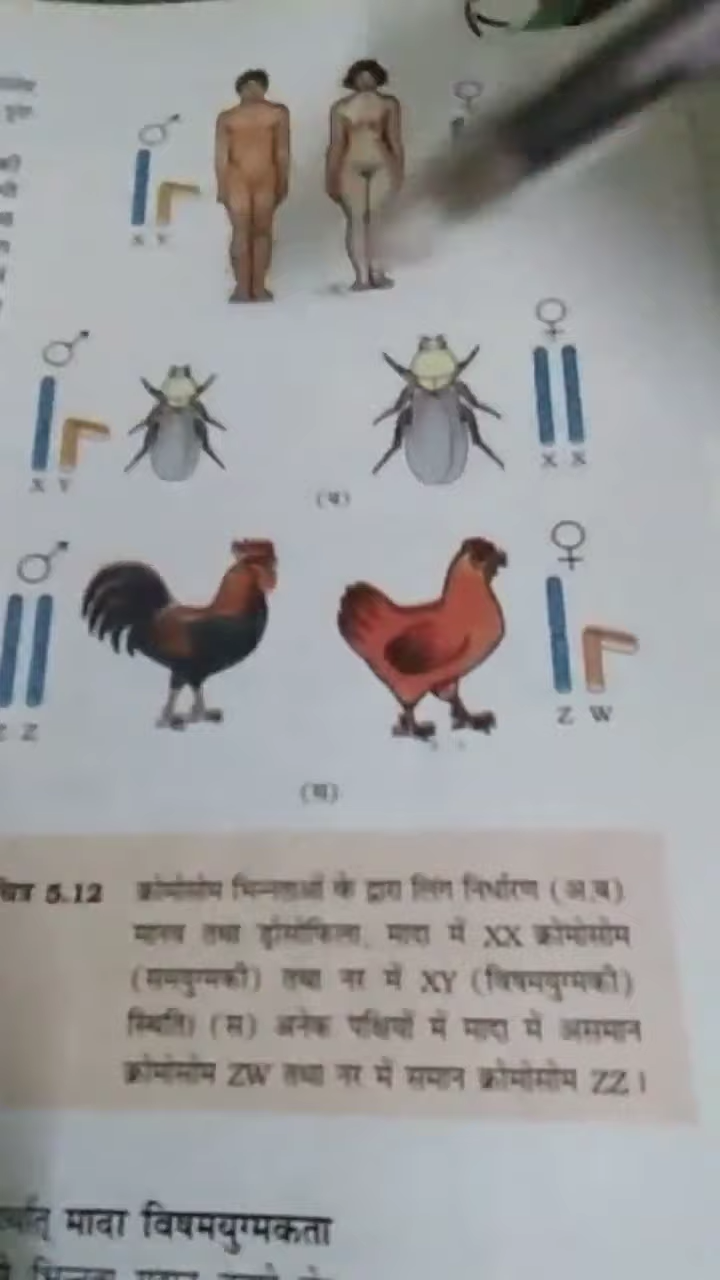 X Y
X Y
X X
(ब)
Z Z
Z W
(स)
चित्र 5.12 क्रोमोसोम भिन्नताओं के द्वारा लिंग निर्धारण (अ,ब)
मानव तथा ड्रोसोफिला, मादा में XX क्रोमोसोम
(समयुग्मकी) तथा नर में XY (विषमयुग्मकी)
स्थिति) (स) अनेक पक्षियों में मादा में असमान
क्रोमोसोम ZW तथा नर में समान क्रोमोसोम ZZ।
मादा विषमयुग्मकता